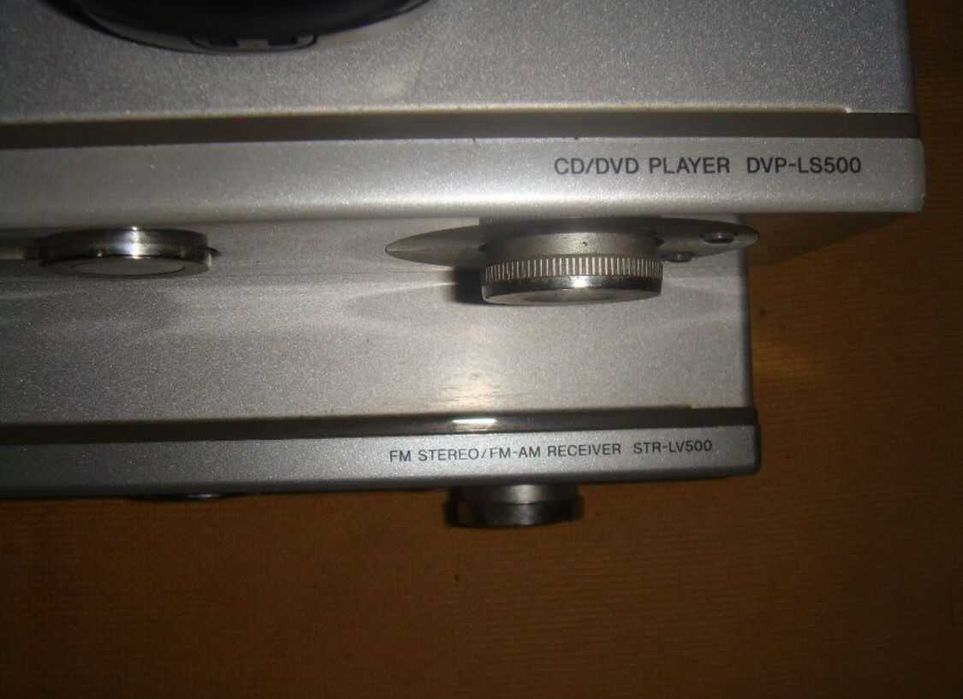 CD/DVD PLAYER DVP-LS500
FM STEREO/FM-AM RECEIVER STR-LV500